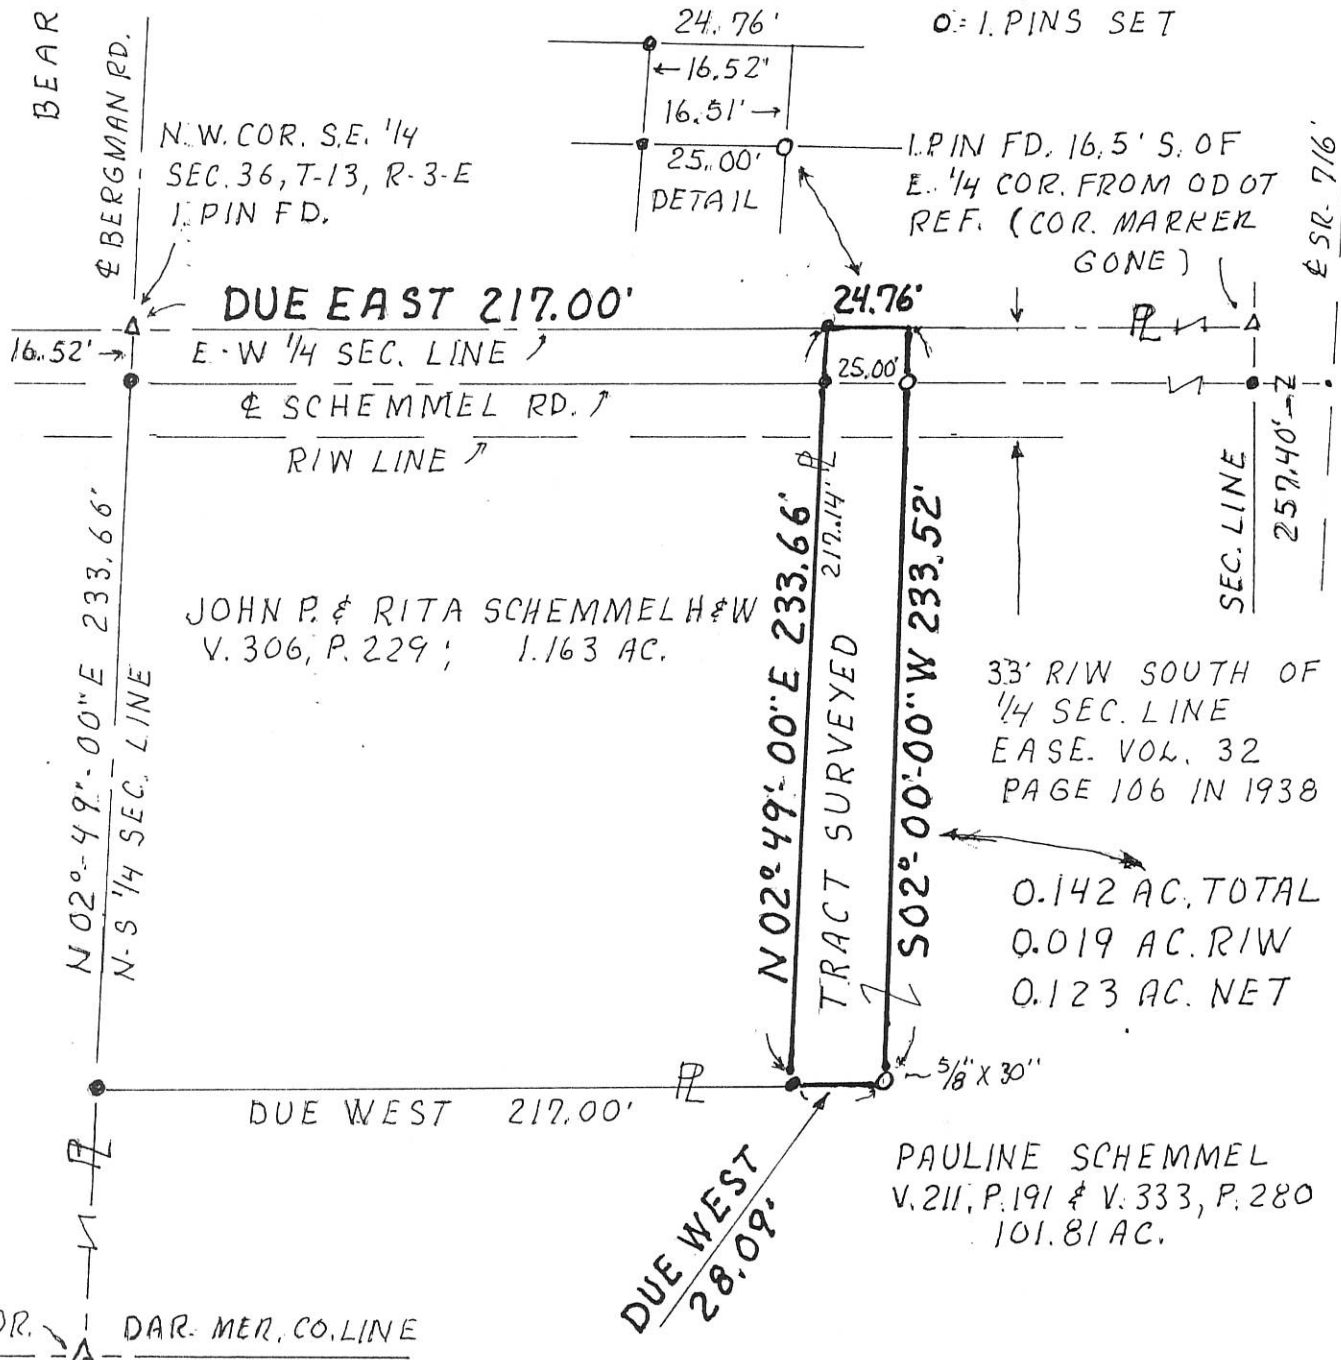 BEAR
℄ BERGMAN RD.
24.76'
←16.52'
16.51'→
25.00'
DETAIL
O = I. PINS SET
N.W. COR. S.E. 1/4
SEC. 36, T-13, R-3-E
I. PIN FD.
I.PIN FD. 16.5' S. OF
E. 1/4 COR. FROM ODOT
REF. (COR. MARKER
GONE)
℄ SR-716
DUE EAST 217.00'
24.76'
PL
16.52'→
E-W 1/4 SEC. LINE
25.00'
℄ SCHEMMEL RD.
R/W LINE
257.40'
SEC. LINE
N 02°-49'-00" E 233.66'
N-S 1/4 SEC. LINE
JOHN P. & RITA SCHEMMEL H&W
V. 306, P. 229; 1.163 AC.
N 02°-49'-00" E 233.66'
PL
217.14'
TRACT SURVEYED
S02°-00'-00" W 233.52'
33' R/W SOUTH OF
1/4 SEC. LINE
EASE. VOL. 32
PAGE 106 IN 1938
0.142 AC. TOTAL
0.019 AC. R/W
0.123 AC. NET
5/8" X 30"
PL
DUE WEST 217.00'
PL
DUE WEST
28.09'
PAULINE SCHEMMEL
V. 211, P. 191 & V. 333, P. 280
101.81 AC.
OR.
DAR. MER. CO. LINE